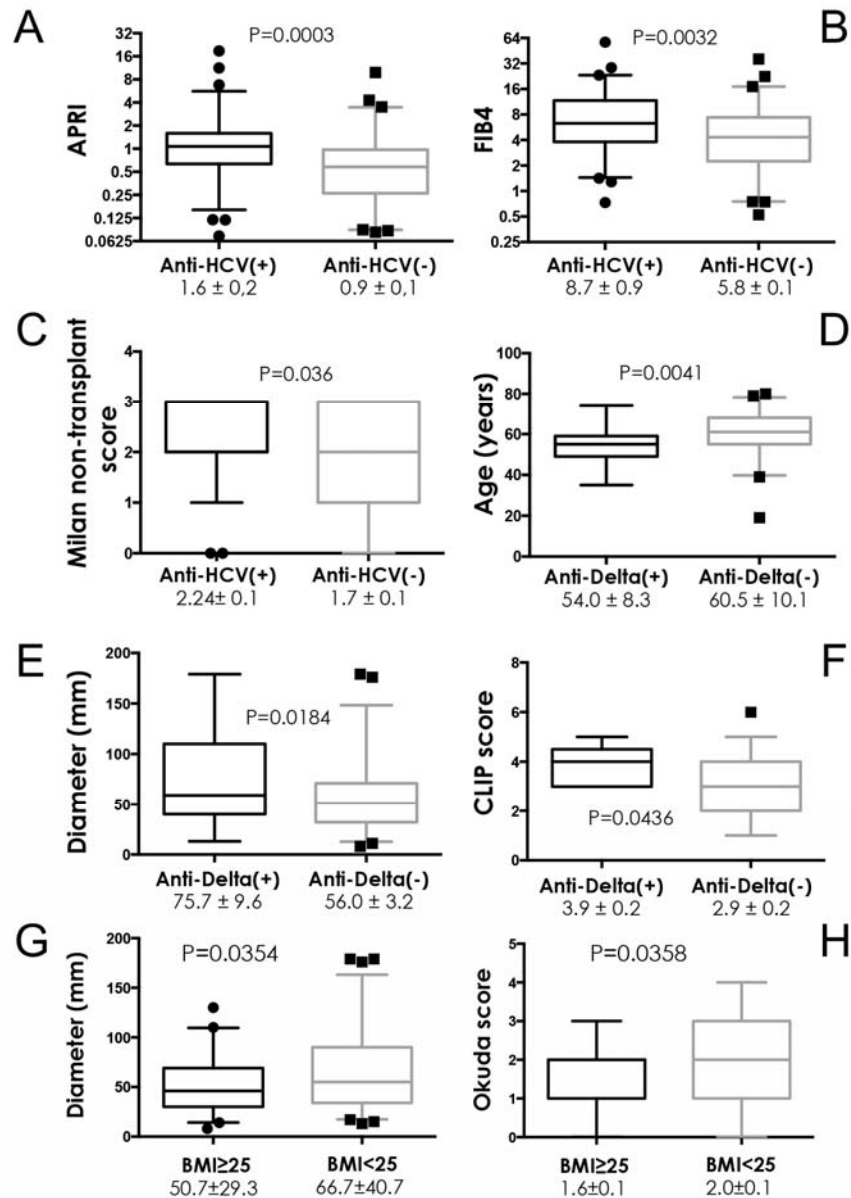 A
B
P=0.0003
P=0.0032
APRI
32
16
8
4
2
1
0.5
0.25
0.125
0.0625
Anti-HCV(+) Anti-HCV(-)
1.6 ± 0,2 0.9 ± 0,1
FIB4
64
32
16
8
4
2
1
0.5
0.25
Anti-HCV(+) Anti-HCV(-)
8.7 ± 0.9 5.8 ± 0.1
C
D
P=0.036
P=0.0041
Milan non-transplant
score
4
3
2
1
0
Anti-HCV(+) Anti-HCV(-)
2.24± 0.1 1.7 ± 0.1
Age (years)
100
80
60
40
20
0
Anti-Delta(+) Anti-Delta(-)
54.0 ± 8.3 60.5 ± 10.1
E
F
Diameter (mm)
200
150
100
50
0
P=0.0184
Anti-Delta(+) Anti-Delta(-)
75.7 ± 9.6 56.0 ± 3.2
CLIP score
8
6
4
2
0
P=0.0436
Anti-Delta(+) Anti-Delta(-)
3.9 ± 0.2 2.9 ± 0.2
G
H
P=0.0354
P=0.0358
Diameter (mm)
200
150
100
50
0
BMI≥25 BMI<25
50.7±29.3 66.7±40.7
Okuda score
5
4
3
2
1
0
BMI≥25 BMI<25
1.6±0.1 2.0±0.1